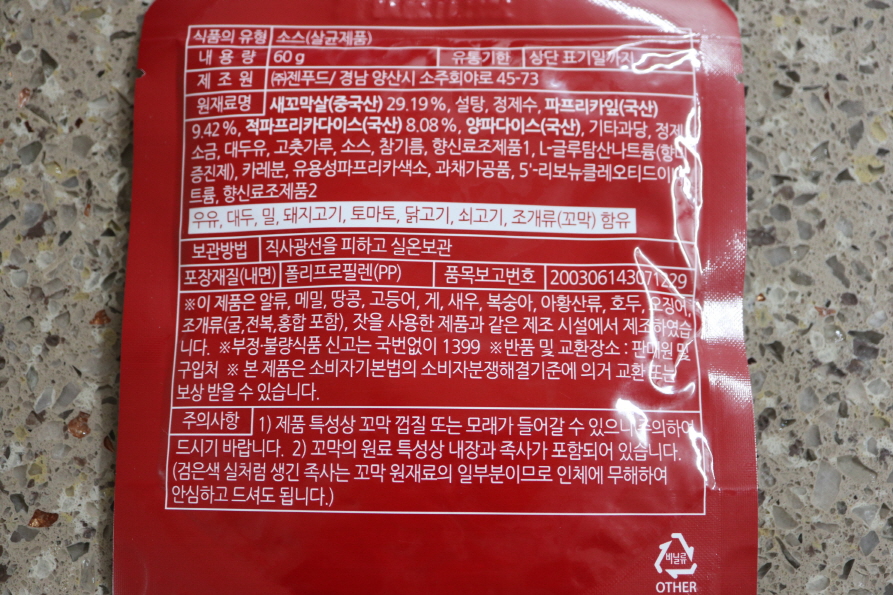 식품의 유형 소스(살균제품)
내 용 량 60 g 유통기한 상단 표기일까지
제 조 원 ㈜젠푸드/ 경남 양산시 소주회야로 45-73
원재료명 새꼬막살(중국산) 29.19 %, 설탕, 정제수, 파프리카잎(국산)
9.42 %, 적파프리카다이스(국산) 8.08 %, 양파다이스(국산), 기타과당, 정제
소금, 대두유, 고춧가루, 소스, 참기름, 향신료조제품1, L-글루탐산나트륨(향미
증진제), 카레분, 유용성파프리카색소, 과채가공품, 5'-리보뉴클레오티드이나
트륨, 향신료조제품2
우유, 대두, 밀, 돼지고기, 토마토, 닭고기, 쇠고기, 조개류(꼬막) 함유
보관방법 직사광선을 피하고 실온보관
포장재질(내면) 폴리프로필렌(PP) 품목보고번호 200306143071229
※이 제품은 알류, 메밀, 땅콩, 고등어, 게, 새우, 복숭아, 아황산류, 호두, 오징어,
조개류(굴,전복,홍합 포함), 잣을 사용한 제품과 같은 제조 시설에서 제조하였습
니다. ※부정·불량식품 신고는 국번없이 1399 ※반품 및 교환장소 : 판매원 및
구입처 ※ 본 제품은 소비자기본법의 소비자분쟁해결기준에 의거 교환 또는
보상 받을 수 있습니다.
주의사항 1) 제품 특성상 꼬막 껍질 또는 모래가 들어갈 수 있으니 주의하여
드시기 바랍니다. 2) 꼬막의 원료 특성상 내장과 족사가 포함되어 있습니다.
(검은색 실처럼 생긴 족사는 꼬막 원재료의 일부분이므로 인체에 무해하여
안심하고 드셔도 됩니다.)
비닐류
OTHER